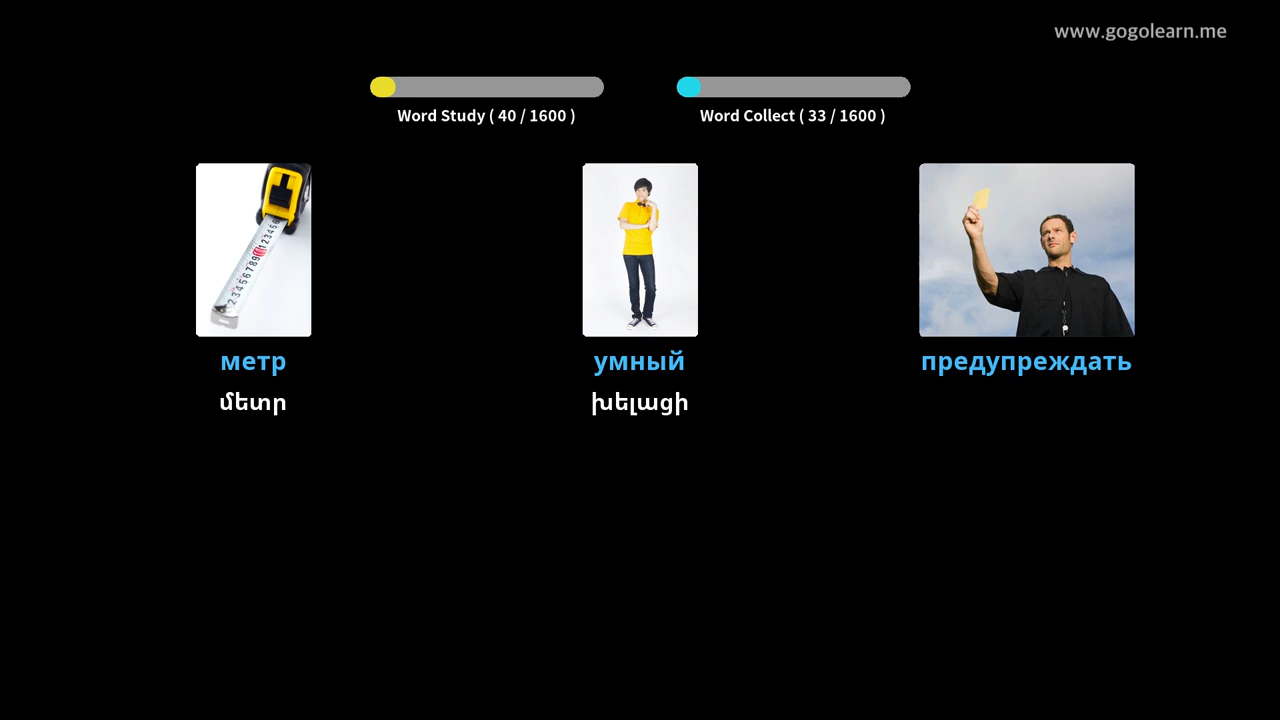 www.gogolearn.me
Word Study ( 40 / 1600 )
Word Collect ( 33 / 1600 )
метр
умный
предупреждать
մետր
խելացի